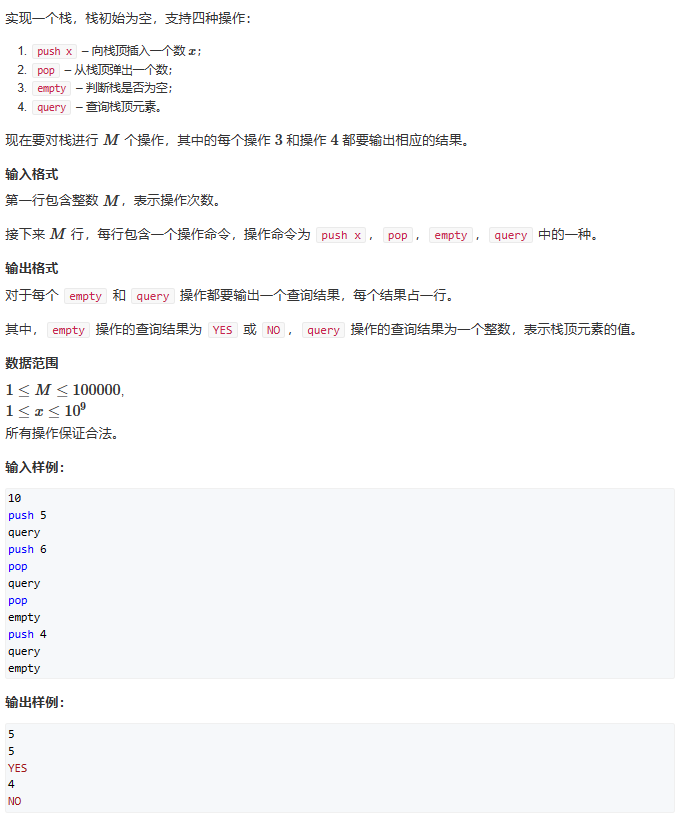 实现一个栈，栈初始为空，支持四种操作：
1. push x – 向栈顶插入一个数 x；
2. pop – 从栈顶弹出一个数；
3. empty – 判断栈是否为空；
4. query – 查询栈顶元素。
现在要对栈进行 M 个操作，其中的每个操作 3 和操作 4 都要输出相应的结果。
输入格式
第一行包含整数 M，表示操作次数。
接下来 M 行，每行包含一个操作命令，操作命令为 push x，pop，empty，query 中的一种。
输出格式
对于每个 empty 和 query 操作都要输出一个查询结果，每个结果占一行。
其中，empty 操作的查询结果为 YES 或 NO，query 操作的查询结果为一个整数，表示栈顶元素的值。
数据范围
1 ≤ M ≤ 100000,
1 ≤ x ≤ 10⁹
所有操作保证合法。
输入样例：
10
push 5
query
push 6
pop
query
pop
empty
push 4
query
empty
输出样例：
5
5
YES
4
NO